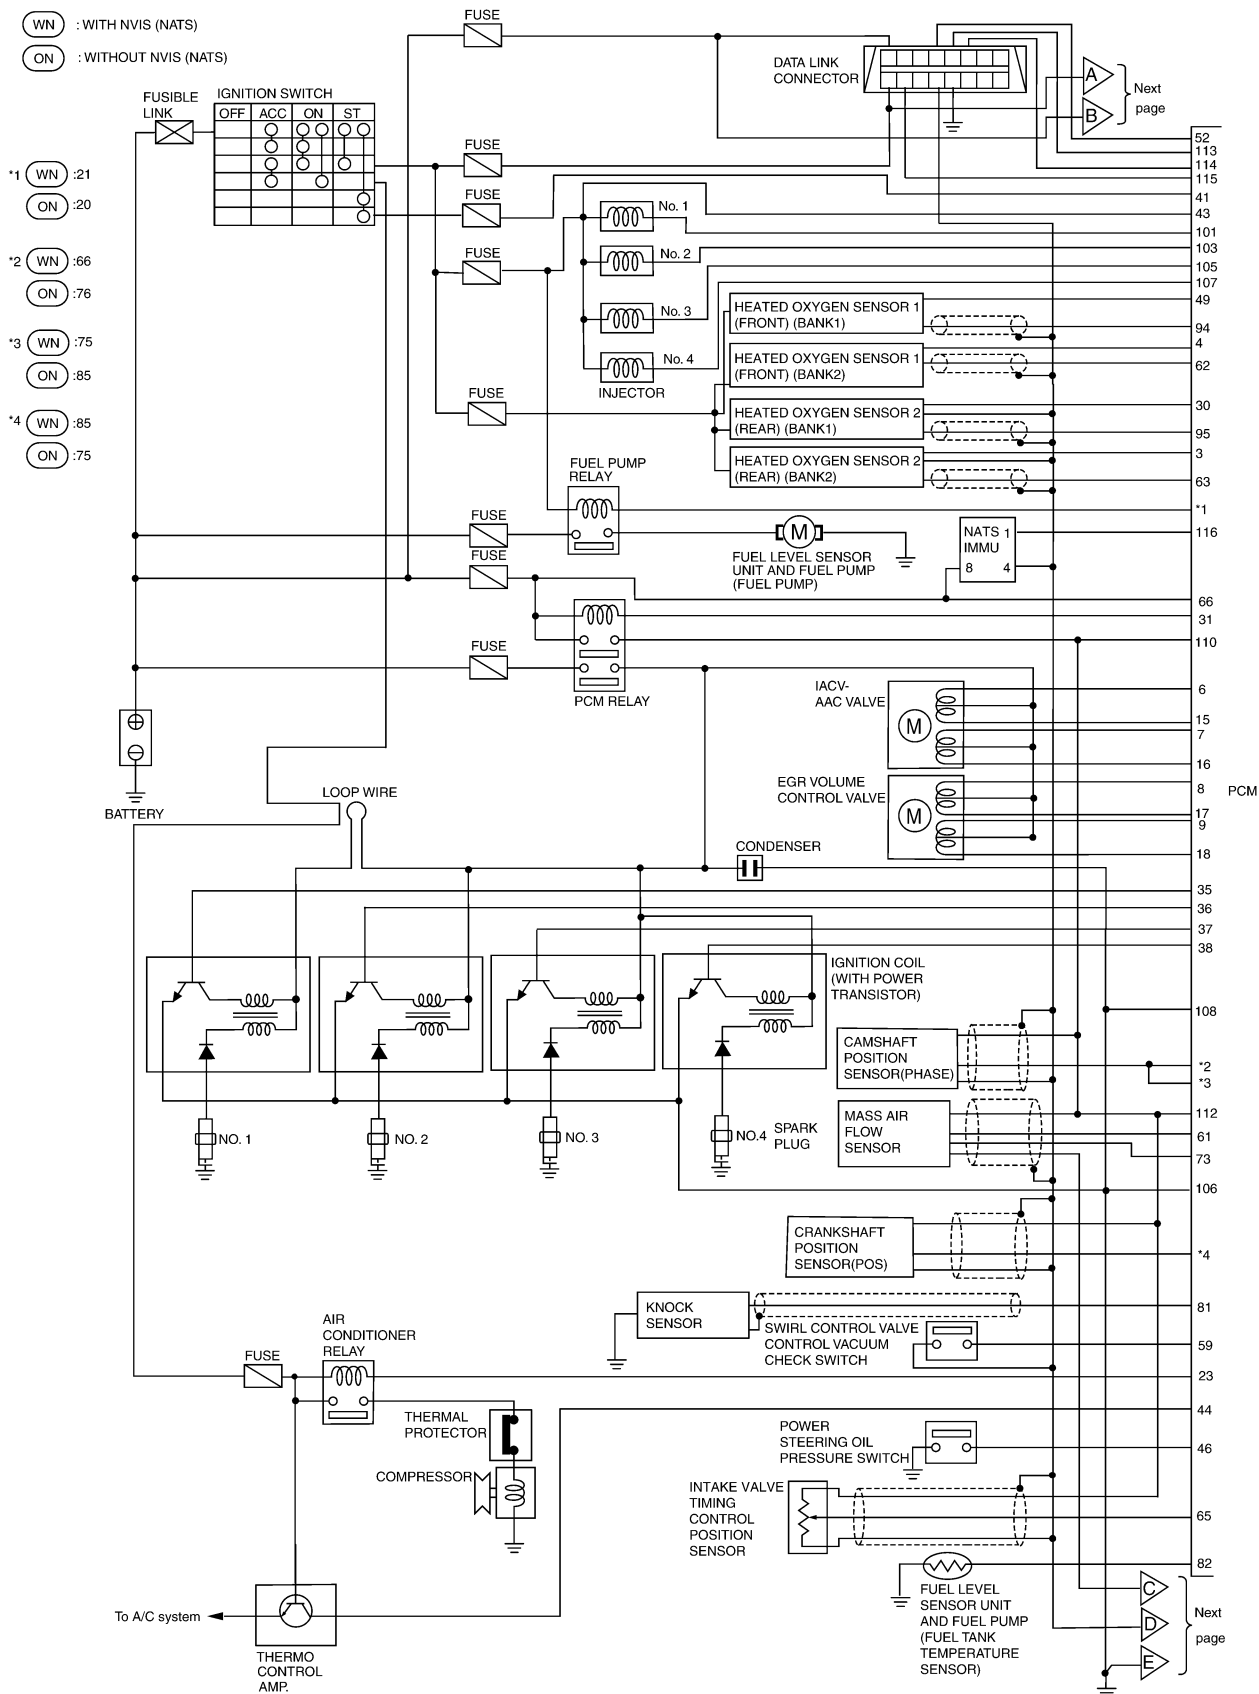 WN : WITH NVIS (NATS)
ON : WITHOUT NVIS (NATS)
FUSE
DATA LINK
CONNECTOR
A
B
Next
page
FUSIBLE
LINK
IGNITION SWITCH
OFF ACC ON ST
*1 WN :21
ON :20
*2 WN :66
ON :76
*3 WN :75
ON :85
*4 WN :85
ON :75
FUSE
FUSE
FUSE
FUSE
No. 1
No. 2
No. 3
No. 4
INJECTOR
HEATED OXYGEN SENSOR 1
(FRONT) (BANK1)
HEATED OXYGEN SENSOR 1
(FRONT) (BANK2)
HEATED OXYGEN SENSOR 2
(REAR) (BANK1)
HEATED OXYGEN SENSOR 2
(REAR) (BANK2)
52
113
114
115
41
43
101
103
105
107
49
94
4
62
30
95
3
63
*1
116
FUEL PUMP
RELAY
FUSE
FUSE
M
FUEL LEVEL SENSOR
UNIT AND FUEL PUMP
(FUEL PUMP)
NATS 1
IMMU
8 4
66
31
110
FUSE
PCM RELAY
BATTERY
LOOP WIRE
IACV-
AAC VALVE
M
EGR VOLUME
CONTROL VALVE
M
6
15
7
16
8
17
9
18
PCM
CONDENSER
35
36
37
38
IGNITION COIL
(WITH POWER
TRANSISTOR)
NO. 1
NO. 2
NO. 3
NO.4
SPARK
PLUG
CAMSHAFT
POSITION
SENSOR(PHASE)
MASS AIR
FLOW
SENSOR
CRANKSHAFT
POSITION
SENSOR(POS)
KNOCK
SENSOR
SWIRL CONTROL VALVE
CONTROL VACUUM
CHECK SWITCH
108
*2
*3
112
61
73
106
*4
81
59
23
44
46
65
82
AIR
CONDITIONER
RELAY
FUSE
THERMAL
PROTECTOR
COMPRESSOR
POWER
STEERING OIL
PRESSURE SWITCH
INTAKE VALVE
TIMING
CONTROL
POSITION
SENSOR
FUEL LEVEL
SENSOR UNIT
AND FUEL PUMP
(FUEL TANK
TEMPERATURE
SENSOR)
C
D
E
Next
page
To A/C system
THERMO
CONTROL
AMP.